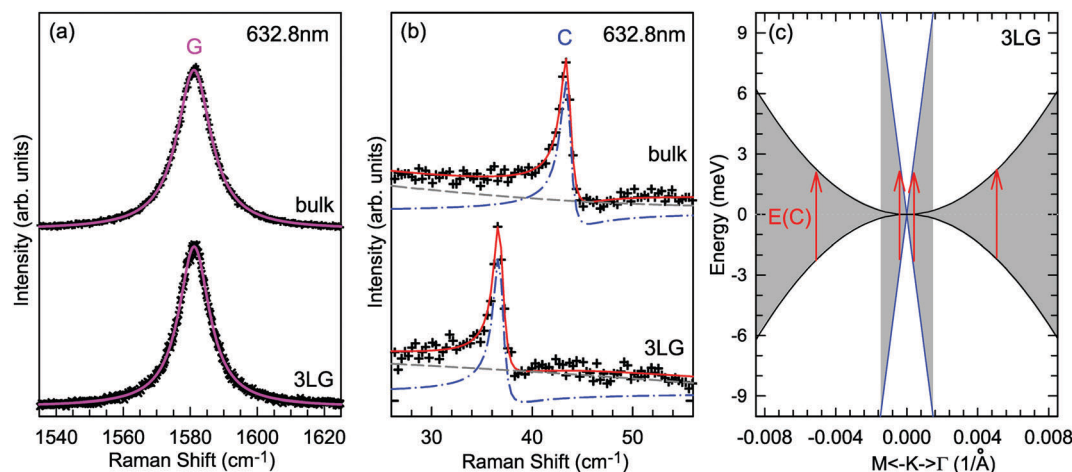 (a)
G
632.8nm
bulk
3LG
Intensity (arb. units)
1540 1560 1580 1600 1620
Raman Shift (cm⁻¹)
(b)
C
632.8nm
bulk
3LG
Intensity (arb. units)
30 40 50
Raman Shift (cm⁻¹)
(c)
3LG
E(C)
Energy (meV)
9
6
3
0
-3
-6
-9
-0.008 -0.004 0.000 0.004 0.008
M<-K->Γ (1/Å)